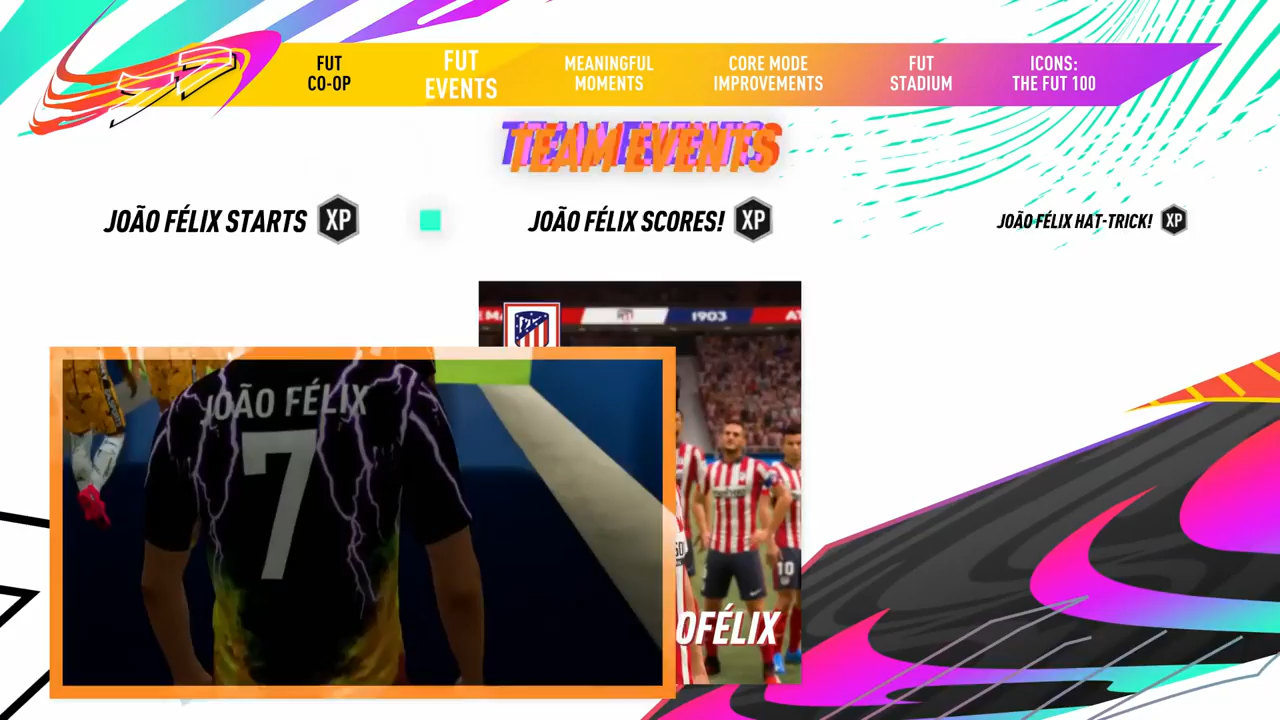 FUT
CO-OP
FUT
EVENTS
MEANINGFUL
MOMENTS
CORE MODE
IMPROVEMENTS
FUT
STADIUM
ICONS:
THE FUT 100
TEAM EVENTS
JOÃO FÉLIX STARTS XP
JOÃO FÉLIX SCORES! XP
JOÃO FÉLIX HAT-TRICK! XP
1903
JOÃO FÉLIX
7
10
OFÉLIX